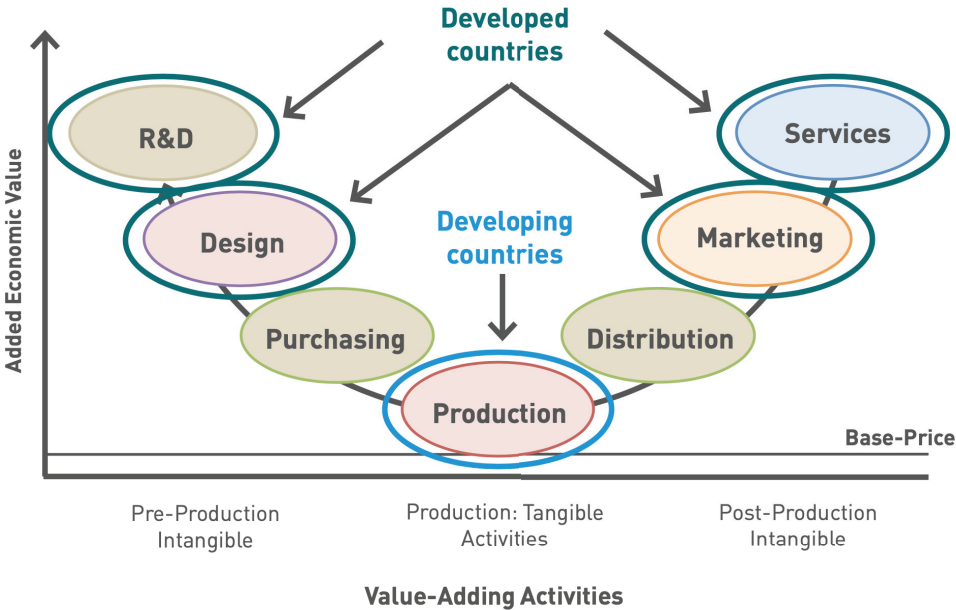 Developed
countries
R&D
Services
Design
Developing
countries
Marketing
Purchasing
Distribution
Production
Base-Price
Added Economic Value
Pre-Production
Intangible
Production: Tangible
Activities
Post-Production
Intangible
Value-Adding Activities